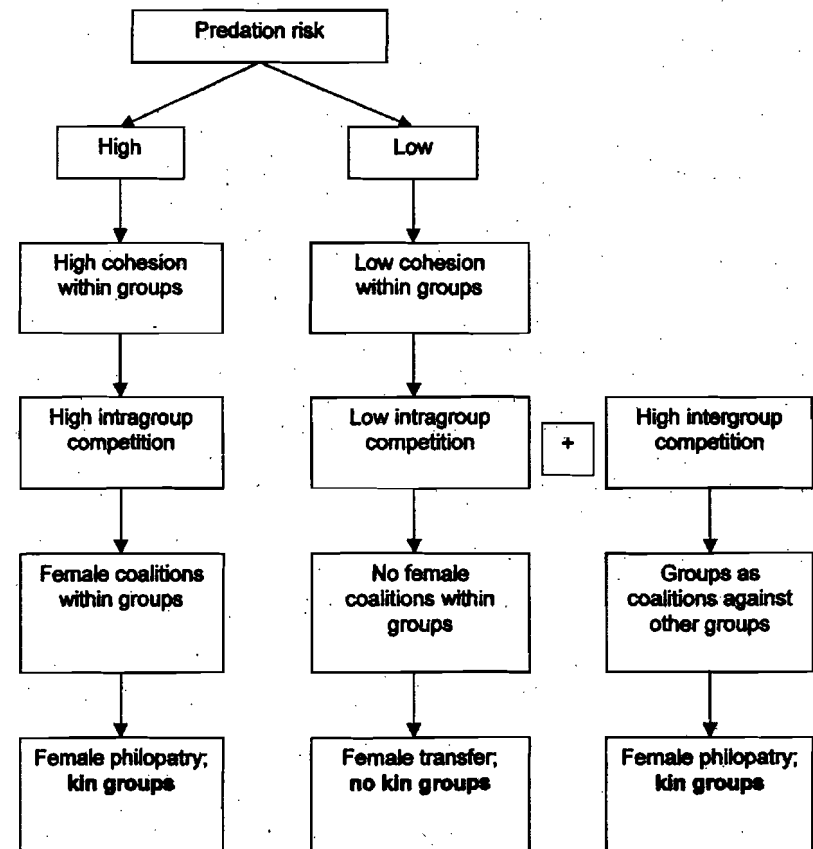 Predation risk
High
Low
High cohesion
within groups
Low cohesion
within groups
High intragroup
competition
Low intragroup
competition
+
High intergroup
competition
Female coalitions
within groups
No female
coalitions within
groups
Groups as
coalitions against
other groups
Female philopatry;
kin groups
Female transfer;
no kin groups
Female philopatry;
kin groups